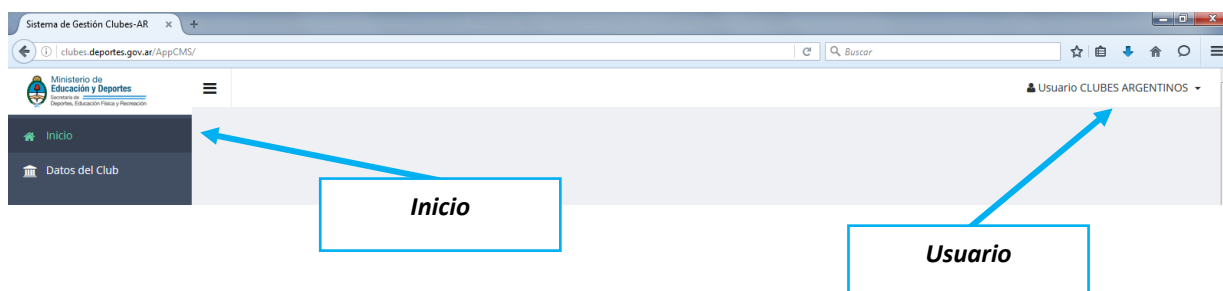 Sistema de Gestión Clubes-AR
clubes.deportes.gov.ar/AppCMS/
Buscar
Ministerio de
Educación y Deportes
Secretaría de
Deportes, Educación Física y Recreación
Usuario CLUBES ARGENTINOS
Inicio
Datos del Club
Inicio
Usuario